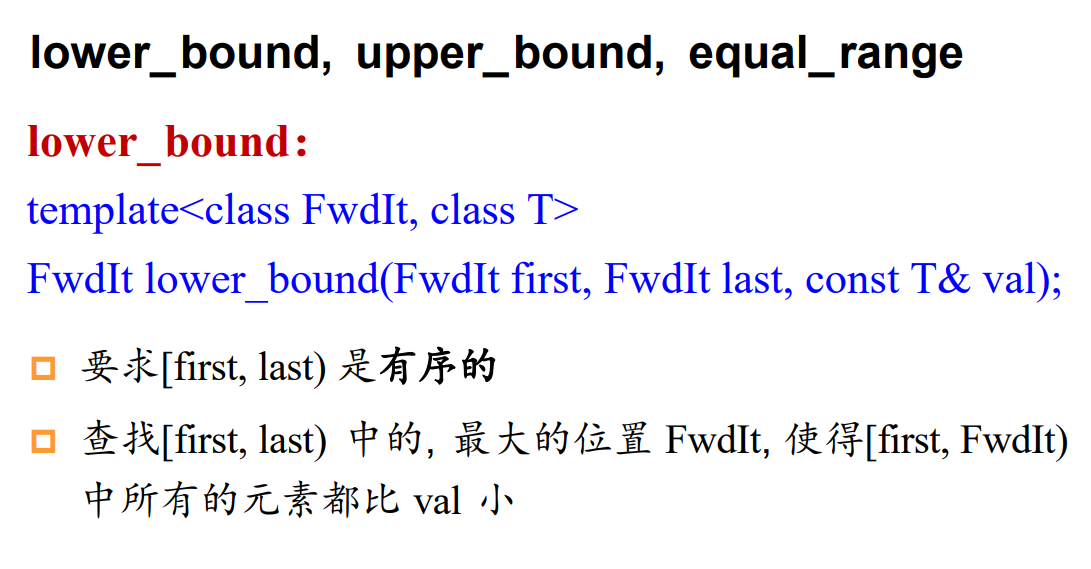 lower_bound, upper_bound, equal_range
lower_bound:
template<class FwdIt, class T>
FwdIt lower_bound(FwdIt first, FwdIt last, const T& val);
要求[first, last) 是有序的
查找[first, last) 中的, 最大的位置 FwdIt, 使得[first, FwdIt)
中所有的元素都比 val 小